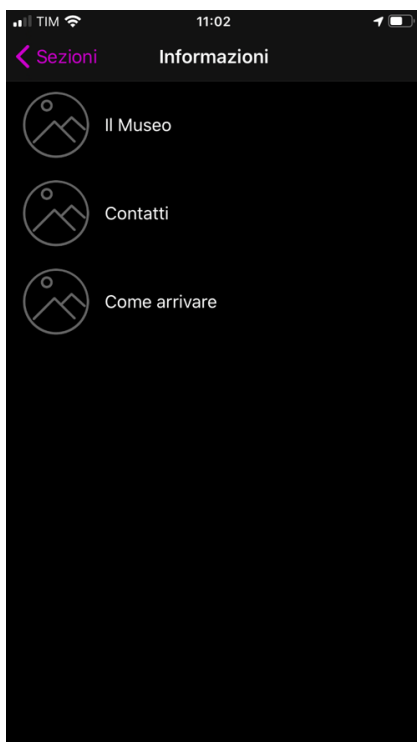 TIM 11:02
Sezioni Informazioni
Il Museo
Contatti
Come arrivare